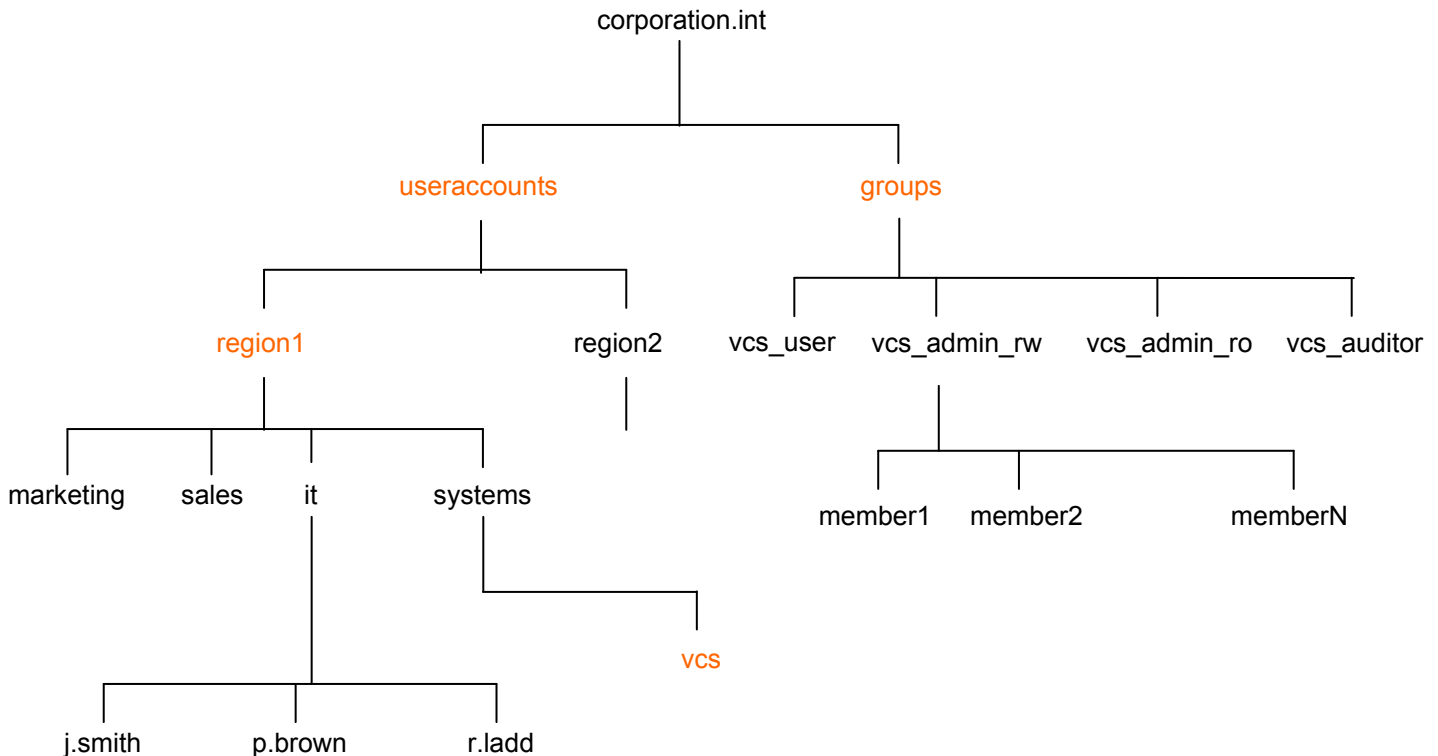 corporation.int
useraccounts
groups
region1
region2
vcs_user
vcs_admin_rw
vcs_admin_ro
vcs_auditor
marketing
sales
it
systems
member1
member2
memberN
vcs
j.smith
p.brown
r.ladd